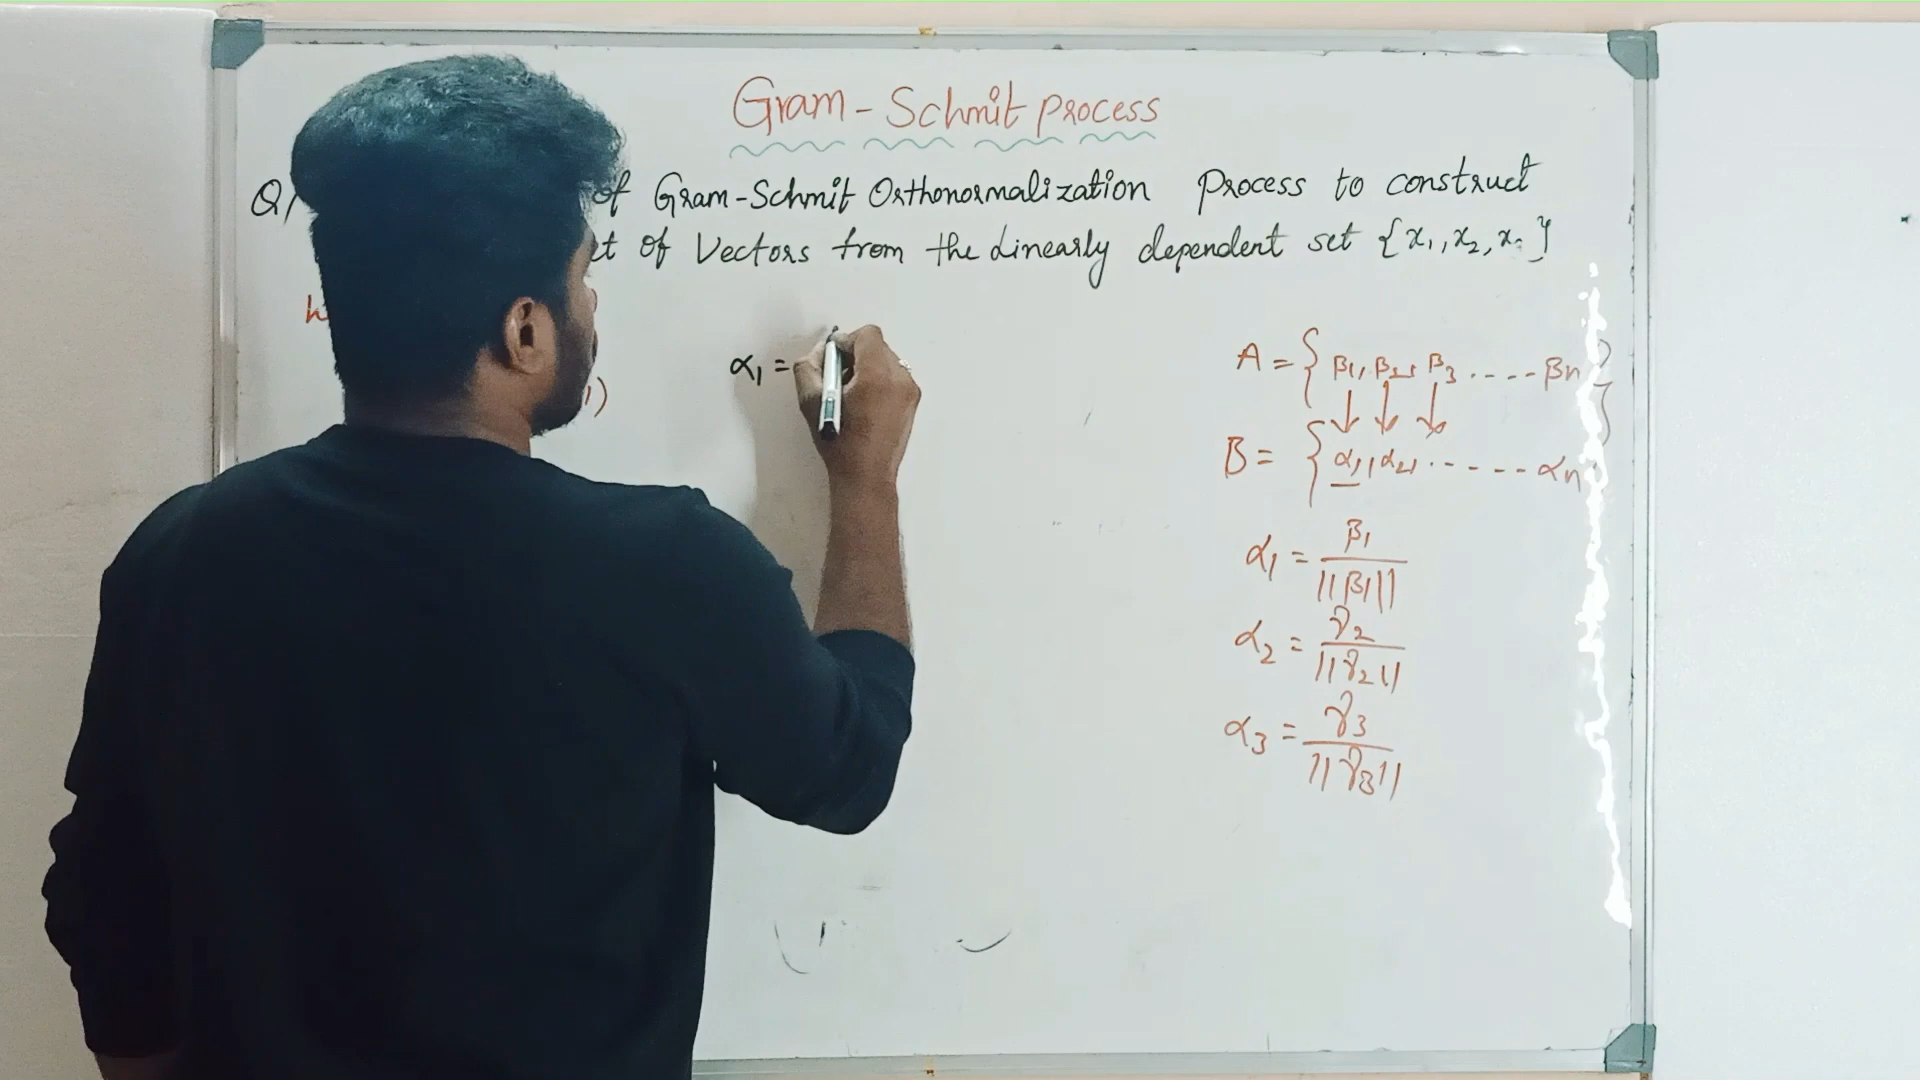 Gram - Schmit process
Q, of Gram-Schmit Orthonormalization Process to construct
et of Vectors from the Linearly dependent set {x₁, x₂, x
α₁ =
A = { β₁, β₂, β₃ ..... βn }
B = { α₁, α₂, ...... αn }
α₁ = β₁ / ||β₁||
α₂ = γ₂ / ||γ₂||
α₃ = γ₃ / ||γ₃||